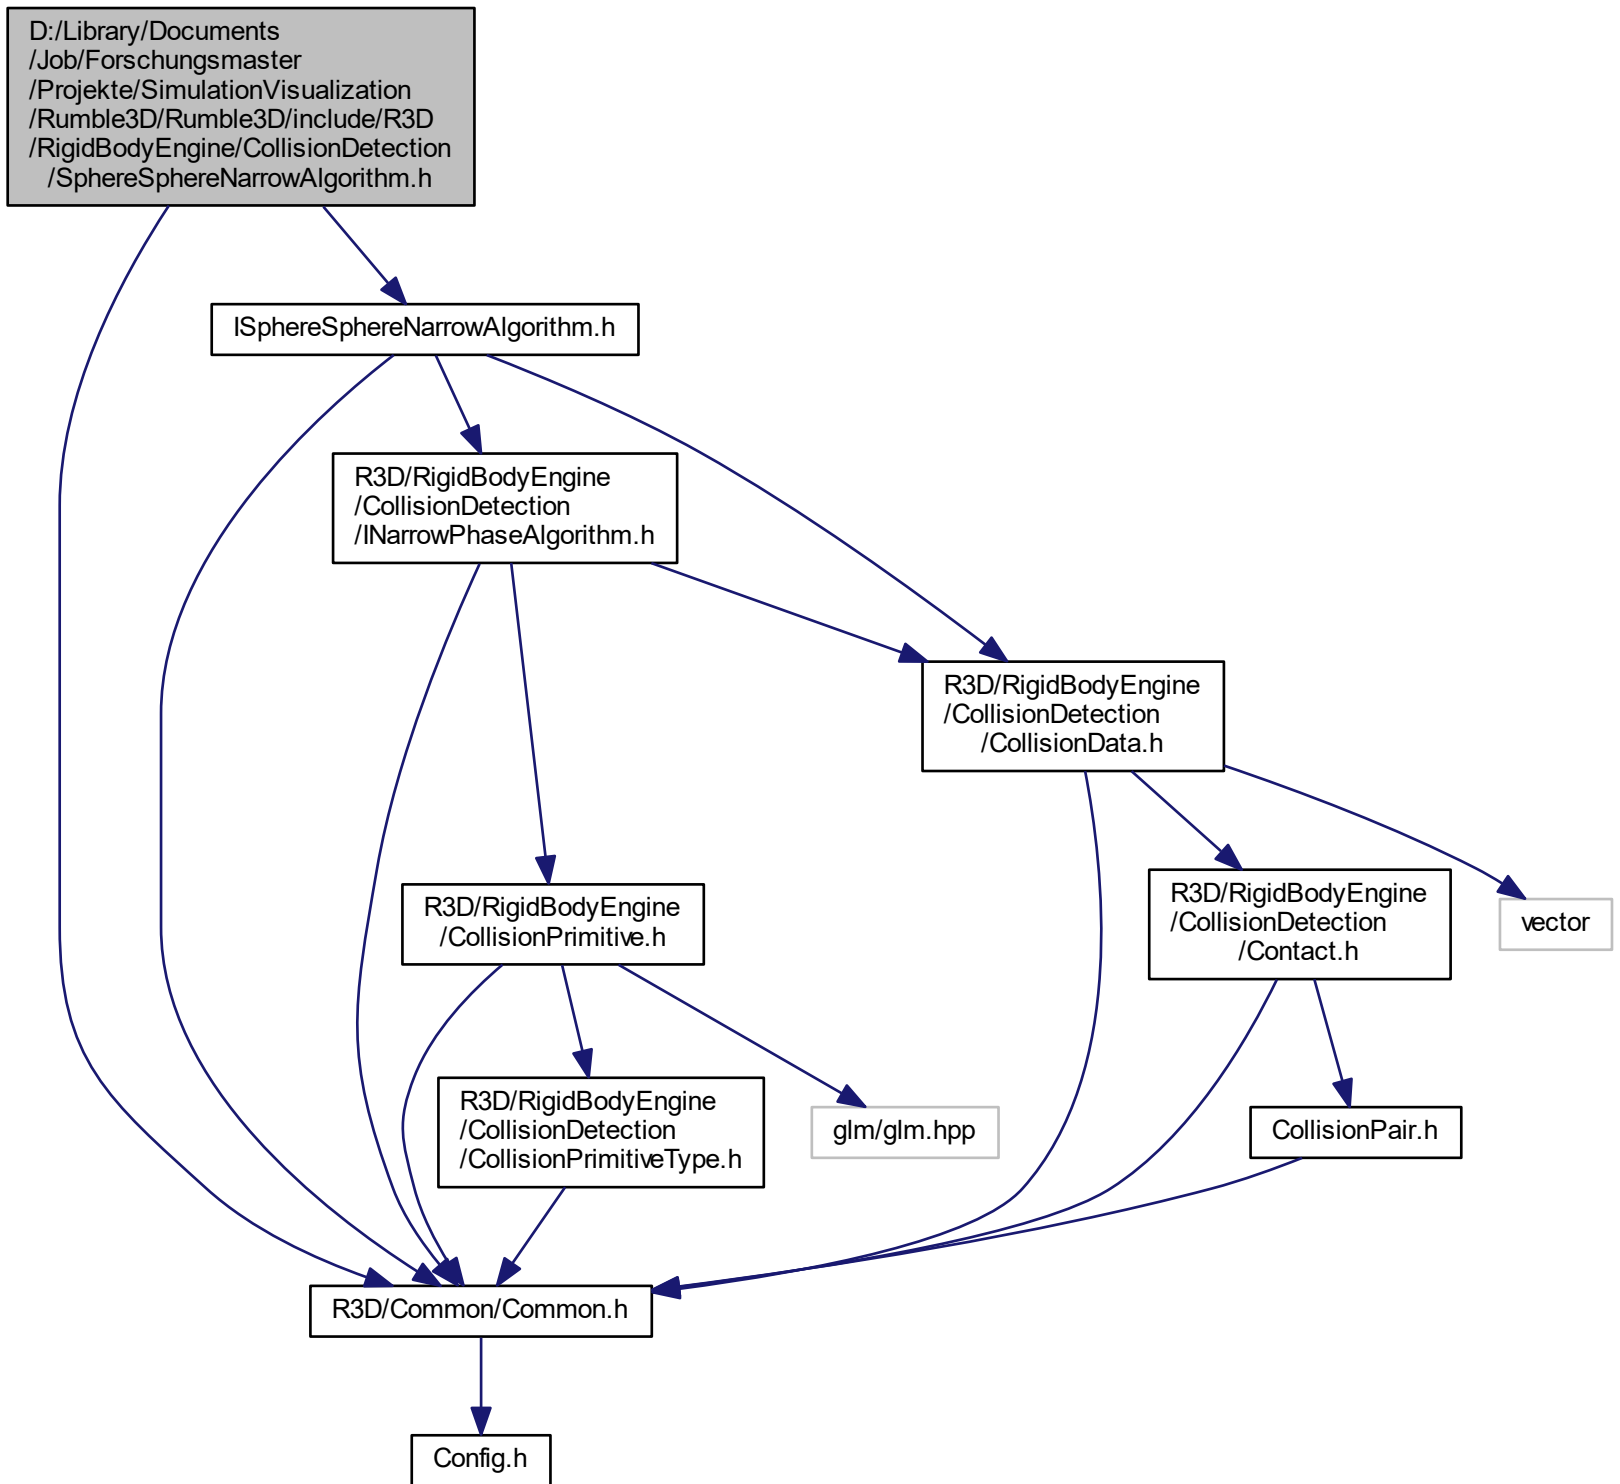 D:/Library/Documents
/Job/Forschungsmaster
/Projekte/SimulationVisualization
/Rumble3D/Rumble3D/include/R3D
/RigidBodyEngine/CollisionDetection
/SphereSphereNarrowAlgorithm.h
ISphereSphereNarrowAlgorithm.h
R3D/RigidBodyEngine
/CollisionDetection
/INarrowPhaseAlgorithm.h
R3D/RigidBodyEngine
/CollisionDetection
/CollisionData.h
R3D/RigidBodyEngine
/CollisionPrimitive.h
R3D/RigidBodyEngine
/CollisionDetection
/Contact.h
vector
R3D/RigidBodyEngine
/CollisionDetection
/CollisionPrimitiveType.h
glm/glm.hpp
CollisionPair.h
R3D/Common/Common.h
Config.h